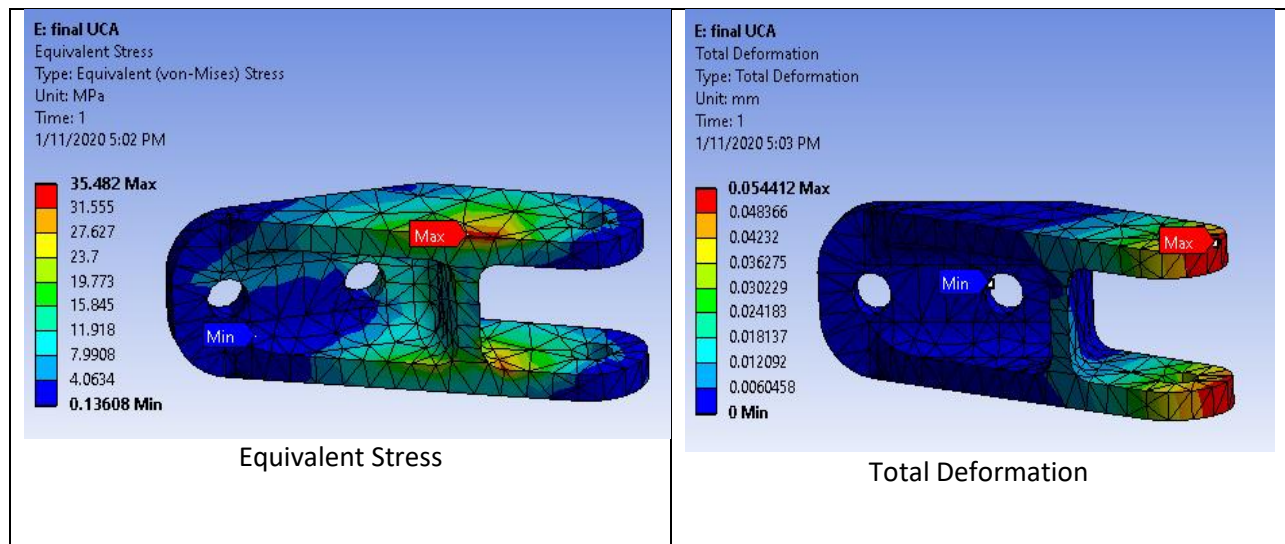 E: final UCA
Equivalent Stress
Type: Equivalent (von-Mises) Stress
Unit: MPa
Time: 1
1/11/2020 5:02 PM
35.482 Max
31.555
27.627
23.7
19.773
15.845
11.918
7.9908
4.0634
0.13608 Min
Max
Min
Equivalent Stress
E: final UCA
Total Deformation
Type: Total Deformation
Unit: mm
Time: 1
1/11/2020 5:03 PM
0.054412 Max
0.048366
0.04232
0.036275
0.030229
0.024183
0.018137
0.012092
0.0060458
0 Min
Max
Min
Total Deformation